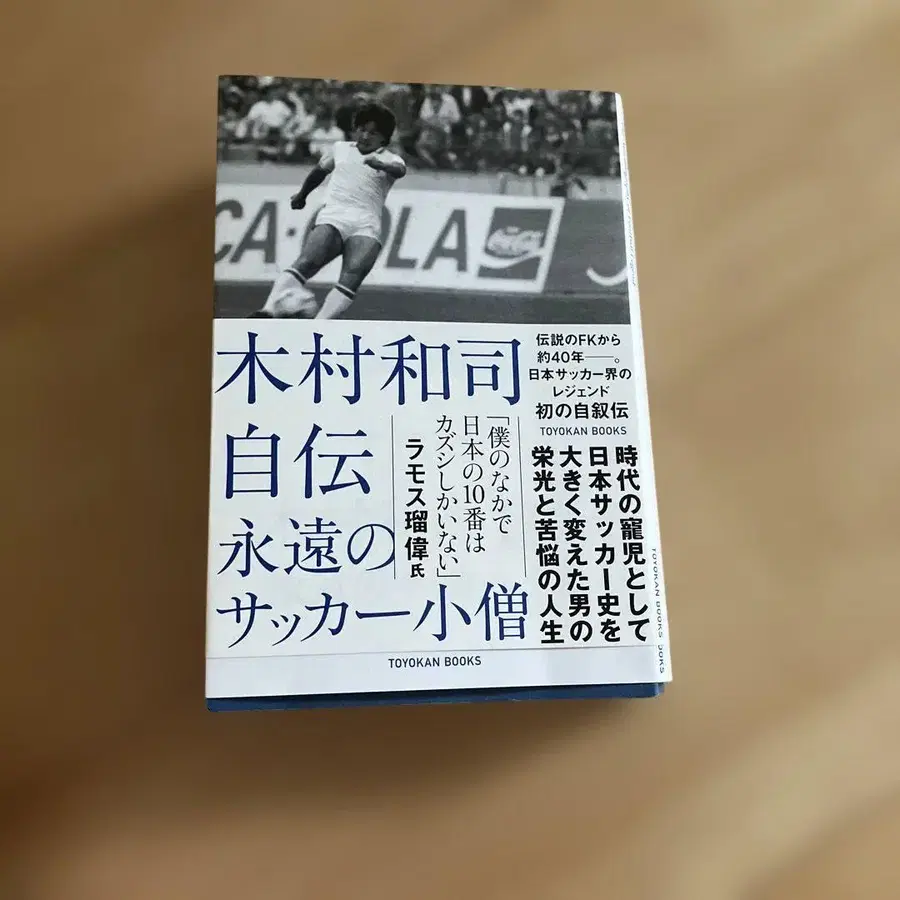 CA-COLA
Coca-Cola
木村和司
自伝
永遠の
サッカー小僧
伝説のFKから
約40年──。
日本サッカー界の
レジェンド
初の自叙伝
TOYOKAN BOOKS
「僕のなかで
日本の10番は
カズシしかいない」
ラモス瑠偉氏
時代の寵児として
日本サッカー史を
大きく変えた男の
栄光と苦悩の人生
TOYOKAN BOOKS
TOYOKAN BOOKS
OOKS